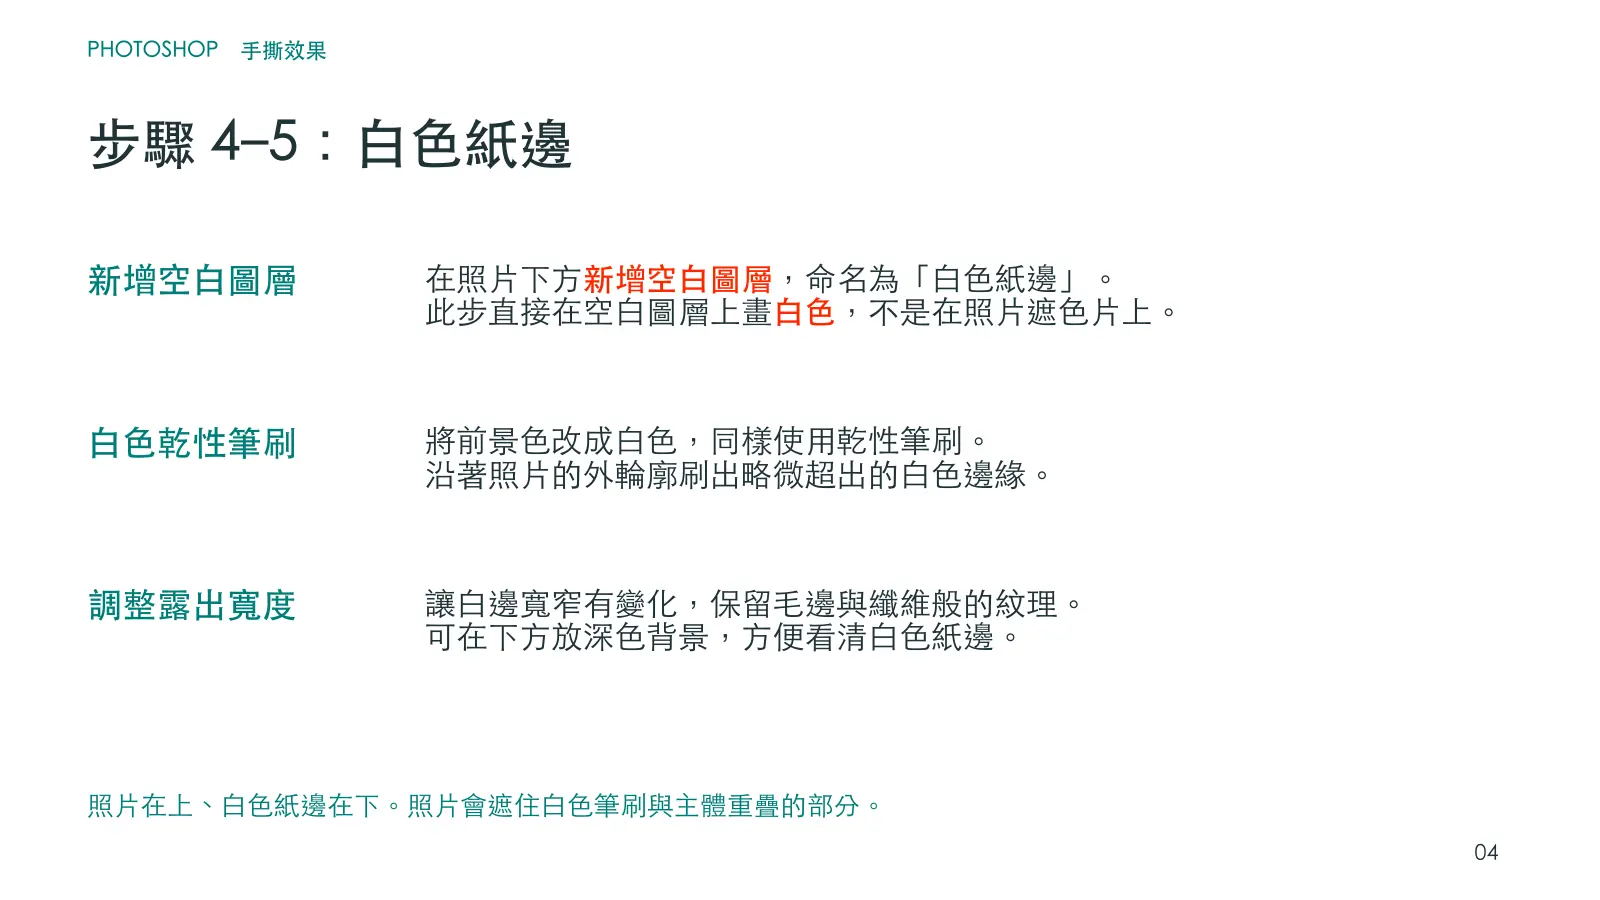 PHOTOSHOP 手撕效果
步驟 4–5：白色紙邊
新增空白圖層
在照片下方新增空白圖層，命名為「白色紙邊」。
此步直接在空白圖層上畫白色，不是在照片遮色片上。
白色乾性筆刷
將前景色改成白色，同樣使用乾性筆刷。
沿著照片的外輪廓刷出略微超出的白色邊緣。
調整露出寬度
讓白邊寬窄有變化，保留毛邊與纖維般的紋理。
可在下方放深色背景，方便看清白色紙邊。
照片在上、白色紙邊在下。照片會遮住白色筆刷與主體重疊的部分。
04